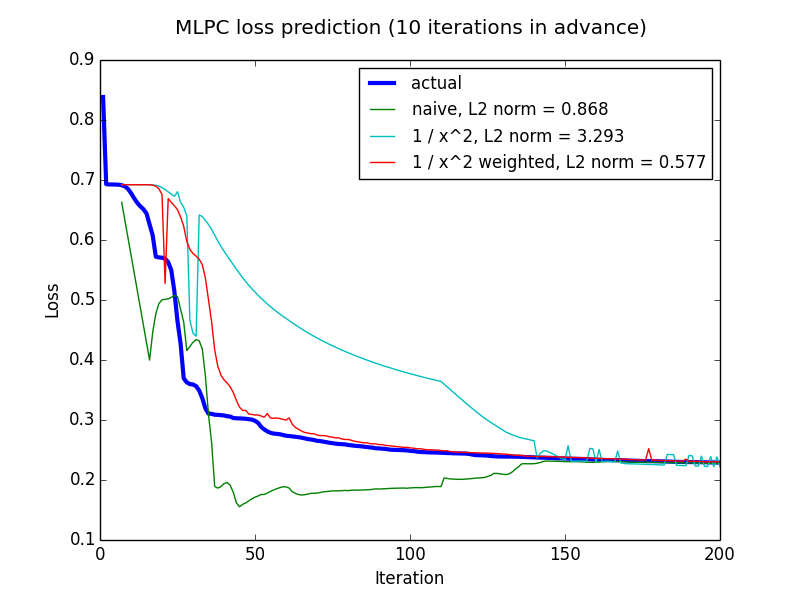 MLPC loss prediction (10 iterations in advance)
0.9
0.8
0.7
0.6
0.5
0.4
0.3
0.2
0.1
Loss
actual
naive, L2 norm = 0.868
1 / x^2, L2 norm = 3.293
1 / x^2 weighted, L2 norm = 0.577
0 50 100 150 200
Iteration